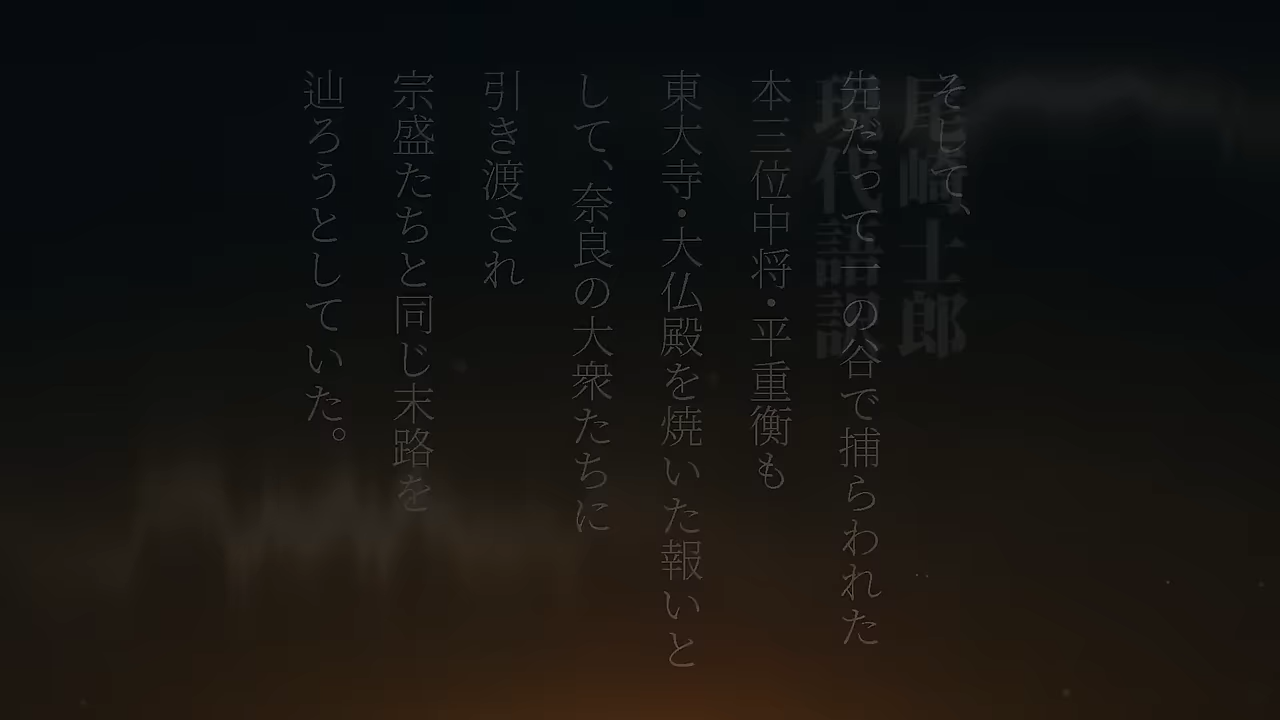 そして、
先だって一の谷で捕らわれた
本三位中将・平重衡も
東大寺・大仏殿を焼いた報いと
して、奈良の大衆たちに
引き渡され
宗盛たちと同じ末路を
辿ろうとしていた。
尾崎士郎
現代語訳